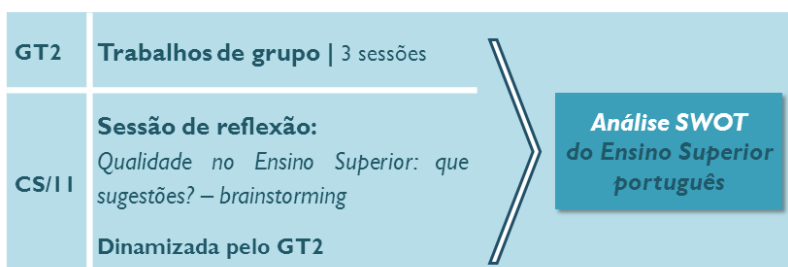 GT2
Trabalhos de grupo | 3 sessões
CS/11
Sessão de reflexão:
Qualidade no Ensino Superior: que
sugestões? – brainstorming
Dinamizada pelo GT2
Análise SWOT
do Ensino Superior
português